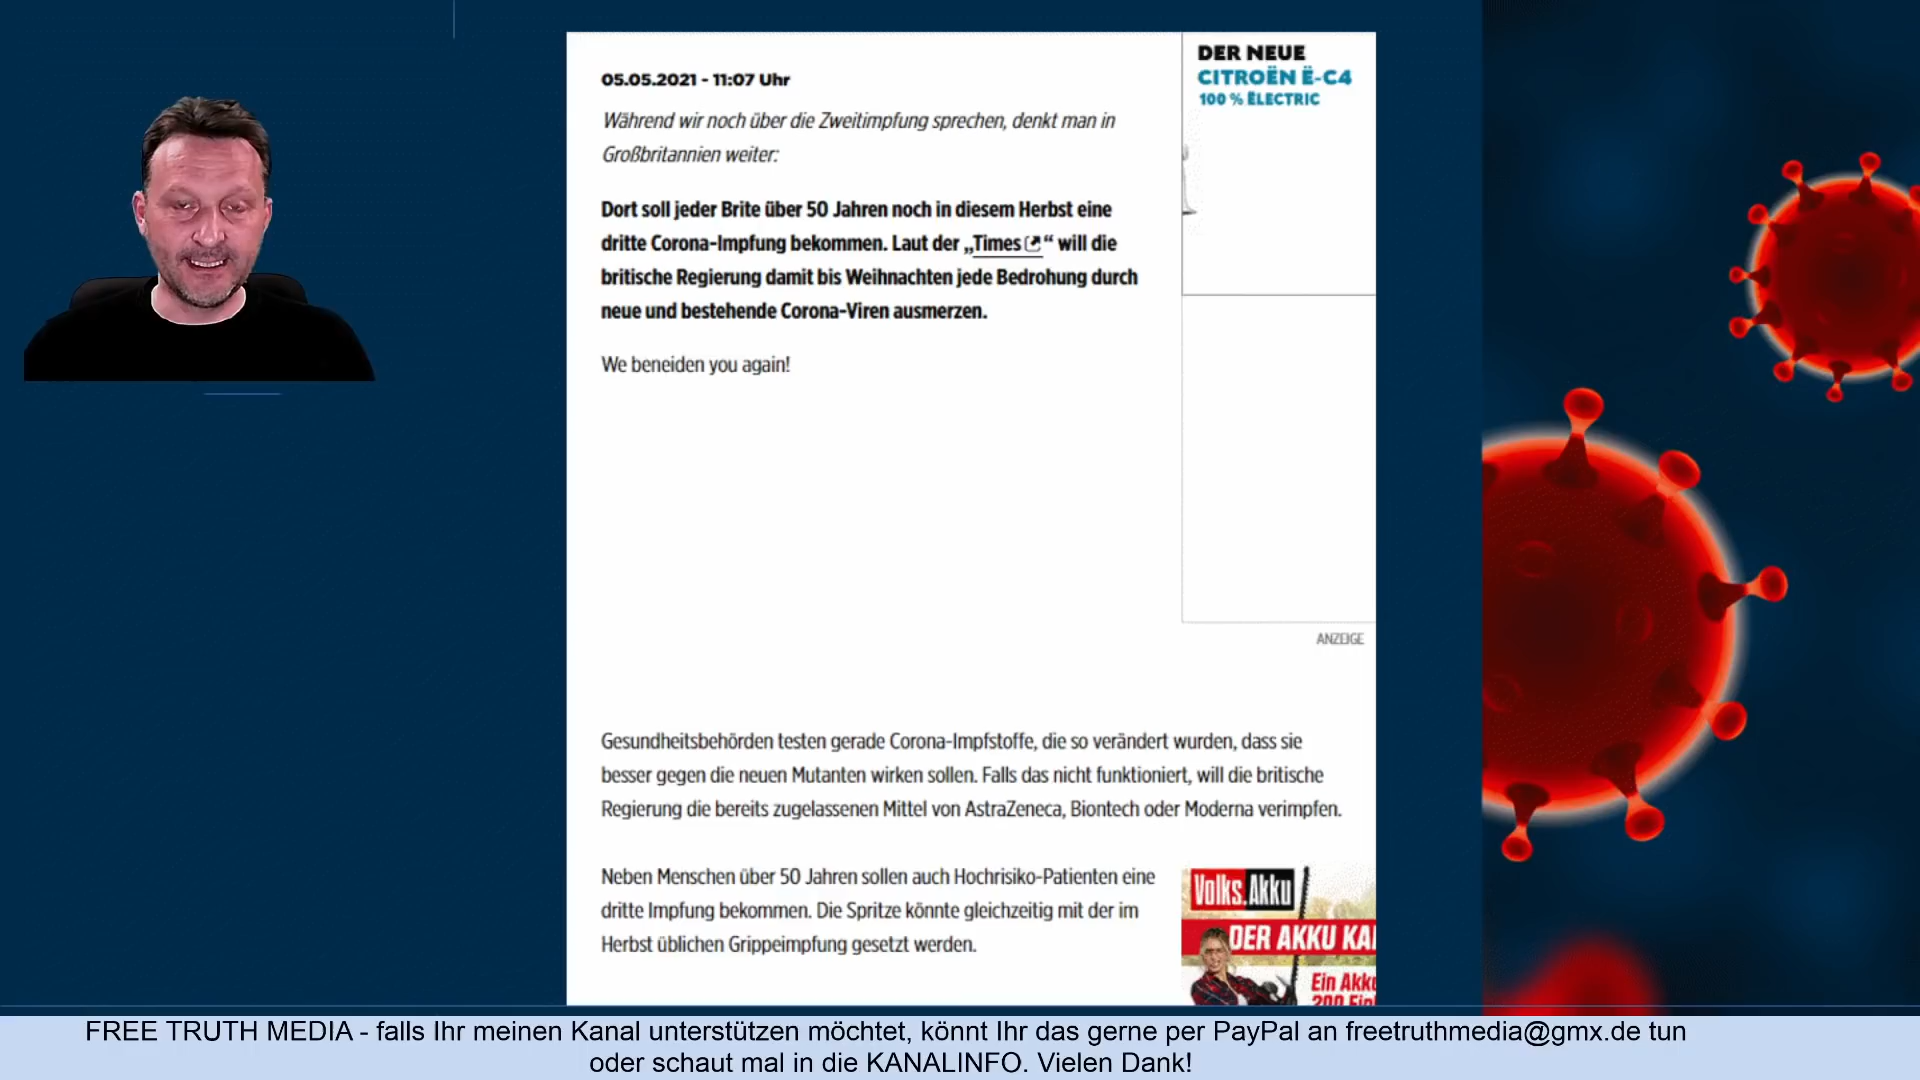 05.05.2021 - 11:07 Uhr
Während wir noch über die Zweitimpfung sprechen, denkt man in
Großbritannien weiter:
Dort soll jeder Brite über 50 Jahren noch in diesem Herbst eine
dritte Corona-Impfung bekommen. Laut der „Times“ will die
britische Regierung damit bis Weihnachten jede Bedrohung durch
neue und bestehende Corona-Viren ausmerzen.
We beneiden you again!
DER NEUE
CITROËN Ë-C4
100 % ËLECTRIC
ANZEIGE
Gesundheitsbehörden testen gerade Corona-Impfstoffe, die so verändert wurden, dass sie
besser gegen die neuen Mutanten wirken sollen. Falls das nicht funktioniert, will die britische
Regierung die bereits zugelassenen Mittel von AstraZeneca, Biontech oder Moderna verimpfen.
Neben Menschen über 50 Jahren sollen auch Hochrisiko-Patienten eine
dritte Impfung bekommen. Die Spritze könnte gleichzeitig mit der im
Herbst üblichen Grippeimpfung gesetzt werden.
Volks.Akku
DER AKKU KA
Ein Akk
FREE TRUTH MEDIA - falls Ihr meinen Kanal unterstützen möchtet, könnt Ihr das gerne per PayPal an freetruthmedia@gmx.de tun
oder schaut mal in die KANALINFO. Vielen Dank!